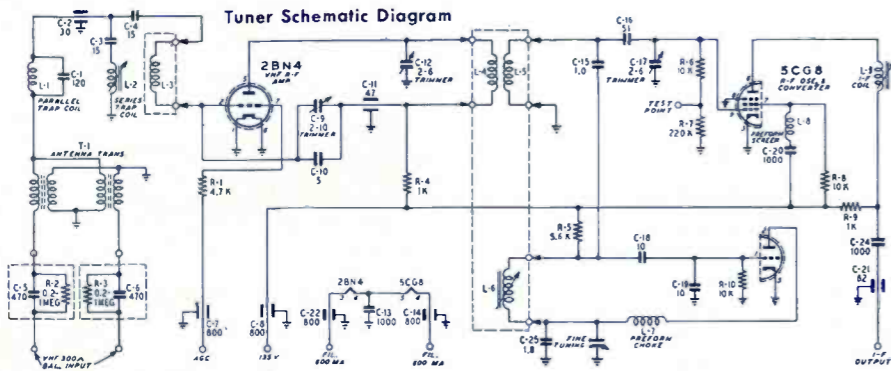 Tuner Schematic Diagram
C-2
30
C-4
15
C-3
15
L-1
C-1
120
L-2
L-3
PARALLEL
TRAP COIL
SERIES
TRAP
COIL
T-1
ANTENNA TRANS.
C-5
470
R-2
0.2-
1MEG
R-3
0.2-
1MEG
C-6
470
VHF 300Ω
BAL. INPUT
2BN4
VHF R-F
AMP
R-1
4.7 K
C-7
800
AGC
C-8
800
135 V
C-9
2-10
TRIMMER
C-10
5
C-11
47
C-12
2-6
TRIMMER
R-4
1K
2BN4
5CG8
C-22
800
C-13
1000
C-14
800
FIL.
600 MA
FIL.
600 MA
L-4
L-5
L-6
C-16
51
C-15
1.0
C-17
2-6
TRIMMER
R-6
10 K
TEST
POINT
R-7
220 K
5CG8
R-F OSC. &
CONVERTER
L-9
I-F
COIL
PREFORM
SCREEN
L-8
C-20
1000
R-8
10 K
R-9
1K
R-5
5.6 K
C-18
10
C-19
10
R-10
10K
L-7
PREFORM
CHOKE
C-25
1.8
FINE
TUNING
C-24
1000
C-21
82
I-F
OUTPUT